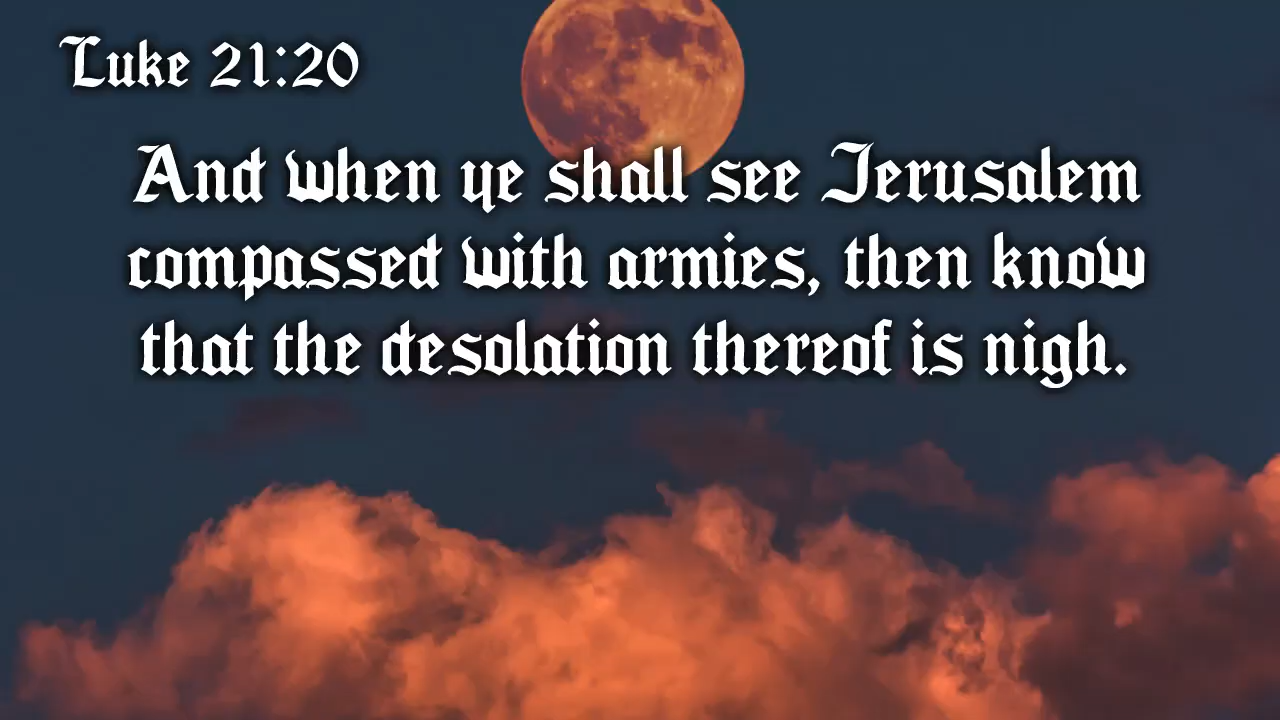 Luke 21:20
And when ye shall see Jerusalem
compassed with armies, then know
that the desolation thereof is nigh.